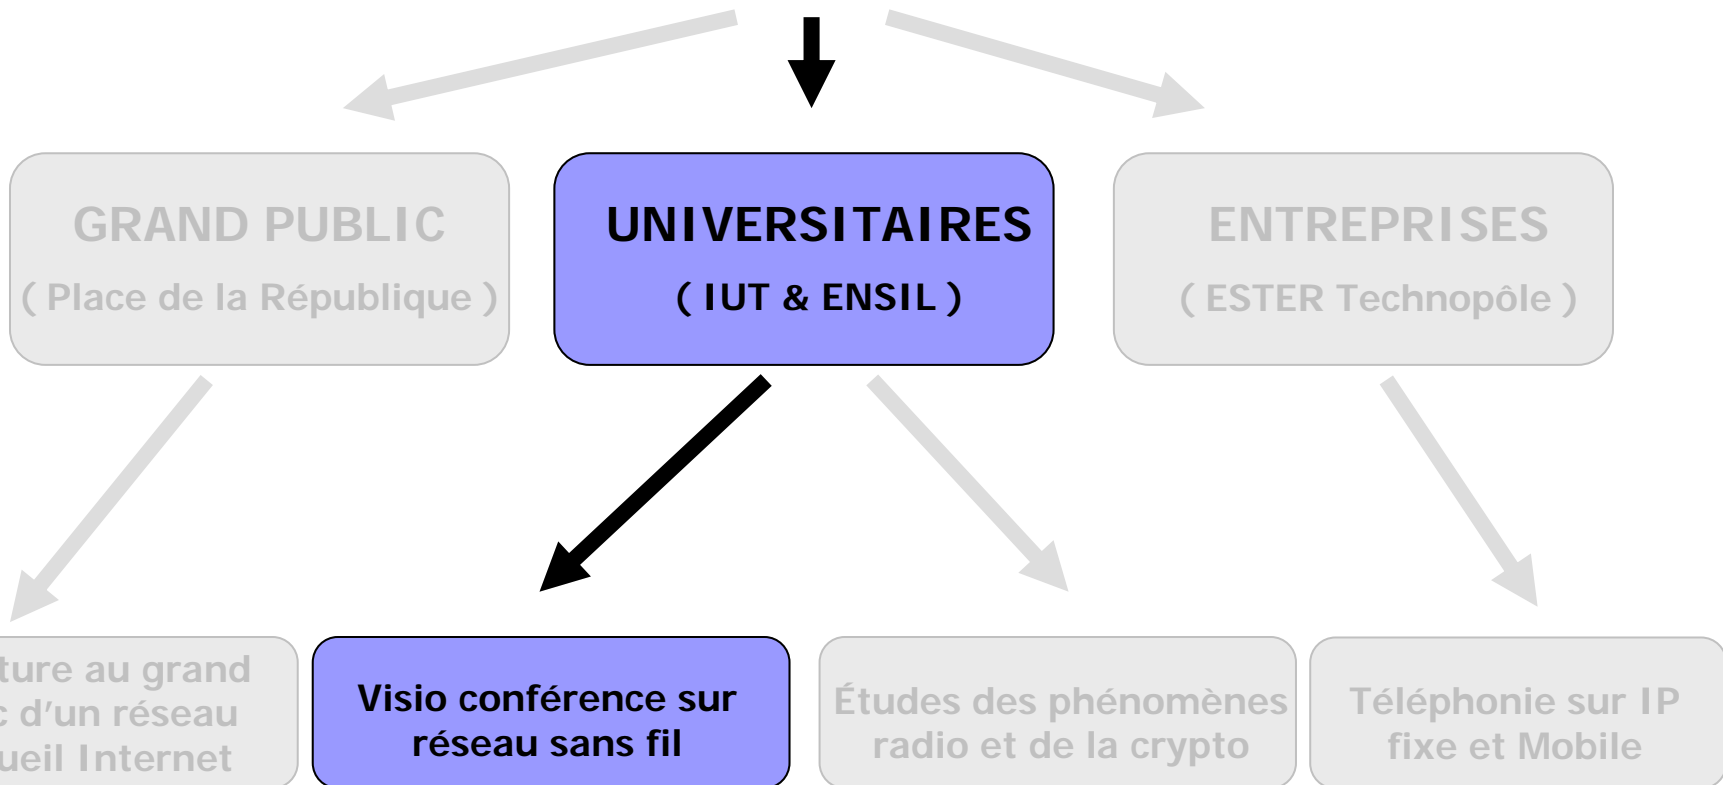 GRAND PUBLIC
( Place de la République )
UNIVERSITAIRES
( IUT & ENSIL )
ENTREPRISES
( ESTER Technopôle )
ture au grand
c d’un réseau
ueil Internet
Visio conférence sur
réseau sans fil
Études des phénomènes
radio et de la crypto
Téléphonie sur IP
fixe et Mobile